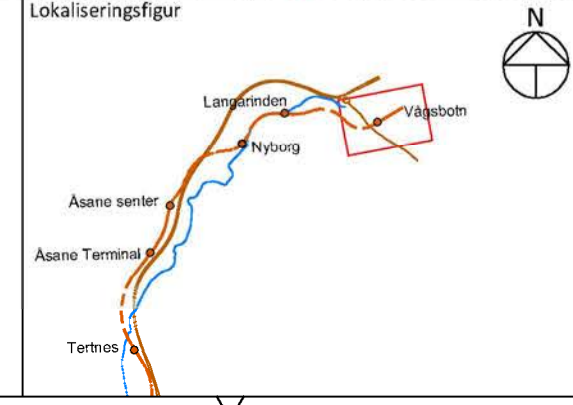 Lokaliseringsfigur
N
Langarinden
Vågsbotn
Nyborg
Åsane senter
Åsane Terminal
Tertnes